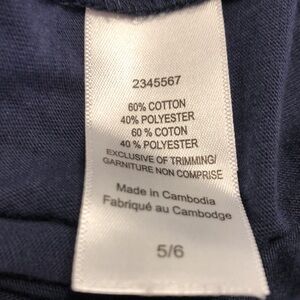 2345567
60% COTTON
40% POLYESTER
60 % COTON
40 % POLYESTER
EXCLUSIVE OF TRIMMING/
GARNITURE NON COMPRISE
Made in Cambodia
Fabriqué au Cambodge
5/6